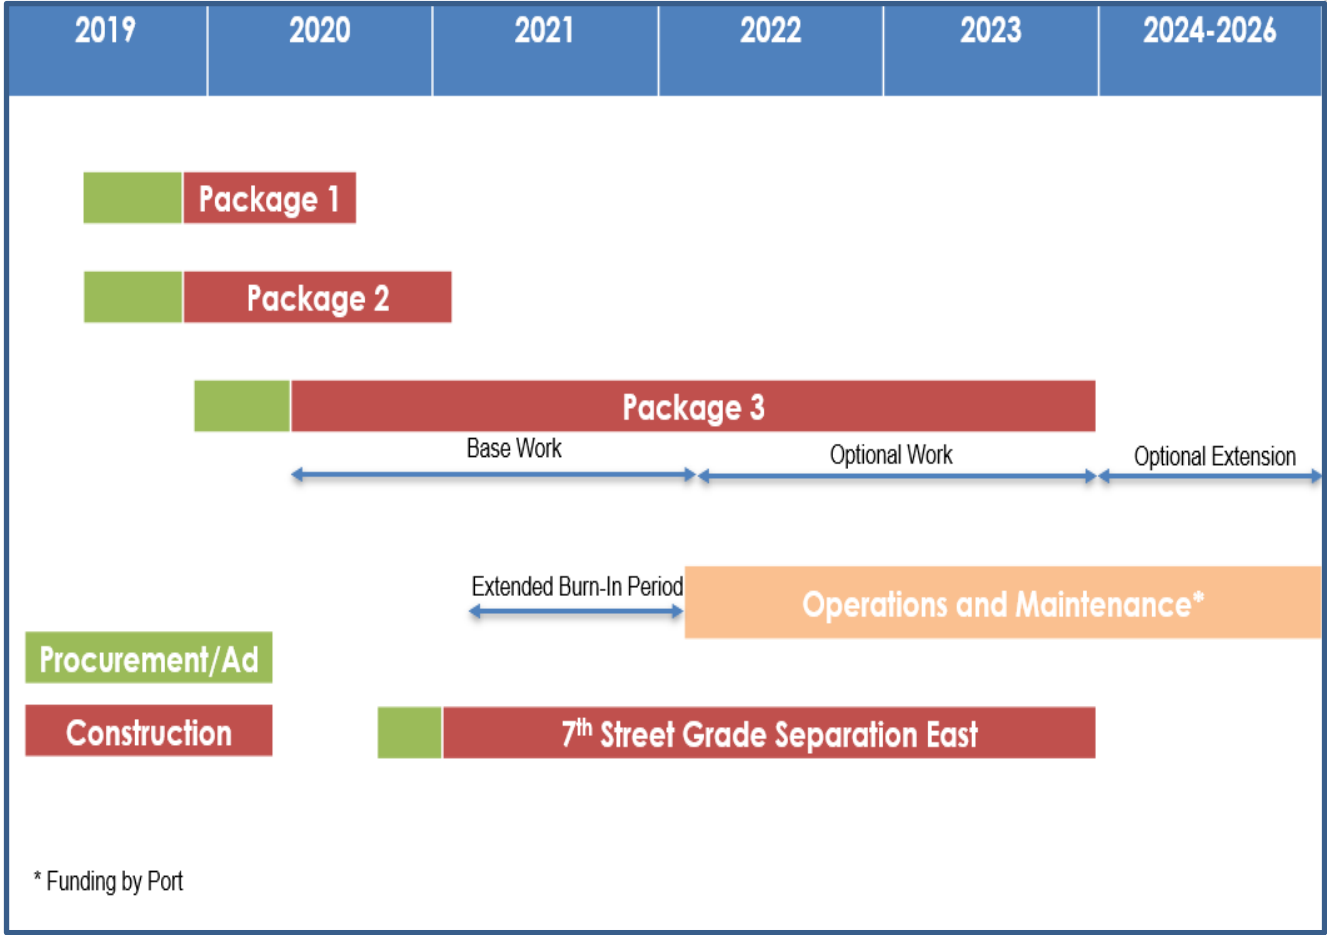 2019 2020 2021 2022 2023 2024-2026
Package 1
Package 2
Package 3
Base Work
Optional Work
Optional Extension
Extended Burn-In Period
Operations and Maintenance*
Procurement/Ad
Construction
7th Street Grade Separation East
* Funding by Port